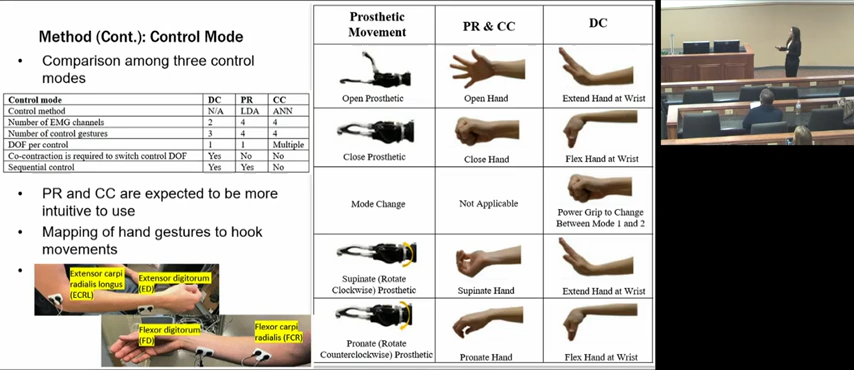 Method (Cont.): Control Mode
• Comparison among three control
modes
Control mode DC PR CC
Control method N/A LDA ANN
Number of EMG channels 2 4 4
Number of control gestures 3 4 4
DOF per control 1 1 Multiple
Co-contraction is required to switch control DOF Yes No No
Sequential control Yes Yes No
• PR and CC are expected to be more
intuitive to use
• Mapping of hand gestures to hook
movements
•
Extensor carpi
radialis longus
(ECRL)
Extensor digitorum
(ED)
Flexor digitorum
(FD)
Flexor carpi
radialis (FCR)
Prosthetic
Movement
PR & CC
DC
Open Prosthetic
Open Hand
Extend Hand at Wrist
Close Prosthetic
Close Hand
Flex Hand at Wrist
Mode Change
Not Applicable
Power Grip to Change
Between Mode 1 and 2
Supinate (Rotate
Clockwise) Prosthetic
Supinate Hand
Extend Hand at Wrist
Pronate (Rotate
Counterclockwise) Prosthetic
Pronate Hand
Flex Hand at Wrist